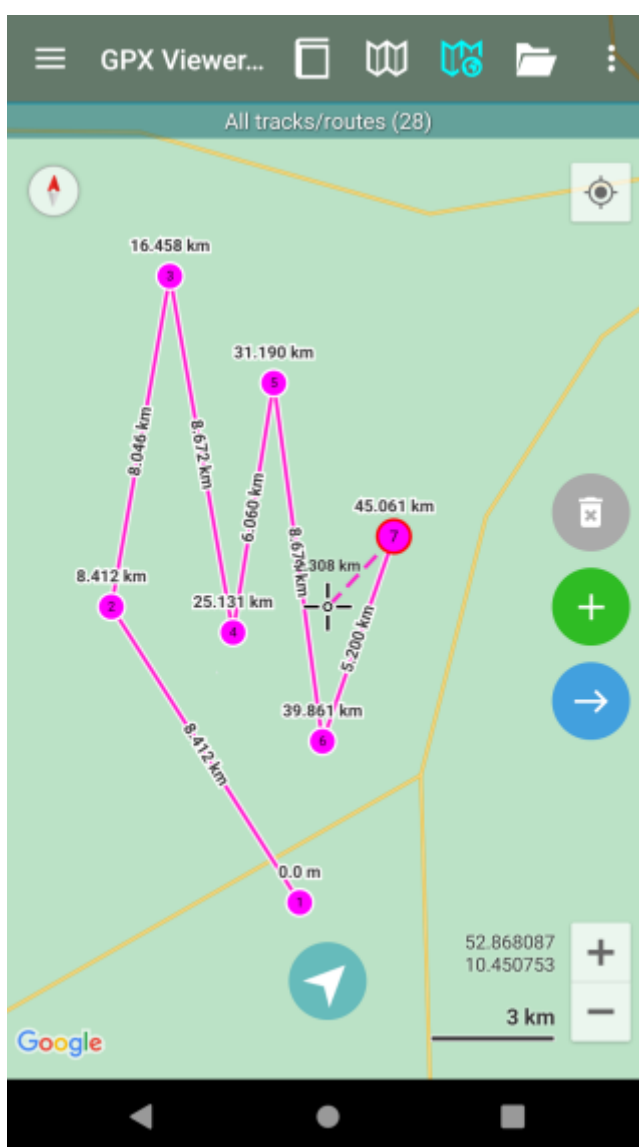 GPX Viewer...
All tracks/routes (28)
16.458 km
3
31.190 km
5
8.046 km
8.672 km
6.060 km
45.061 km
7
8.412 km
2
25.131 km
4
.308 km
5.200 km
39.861 km
6
8.412 km
0.0 m
1
52.868087
10.450753
3 km
Google